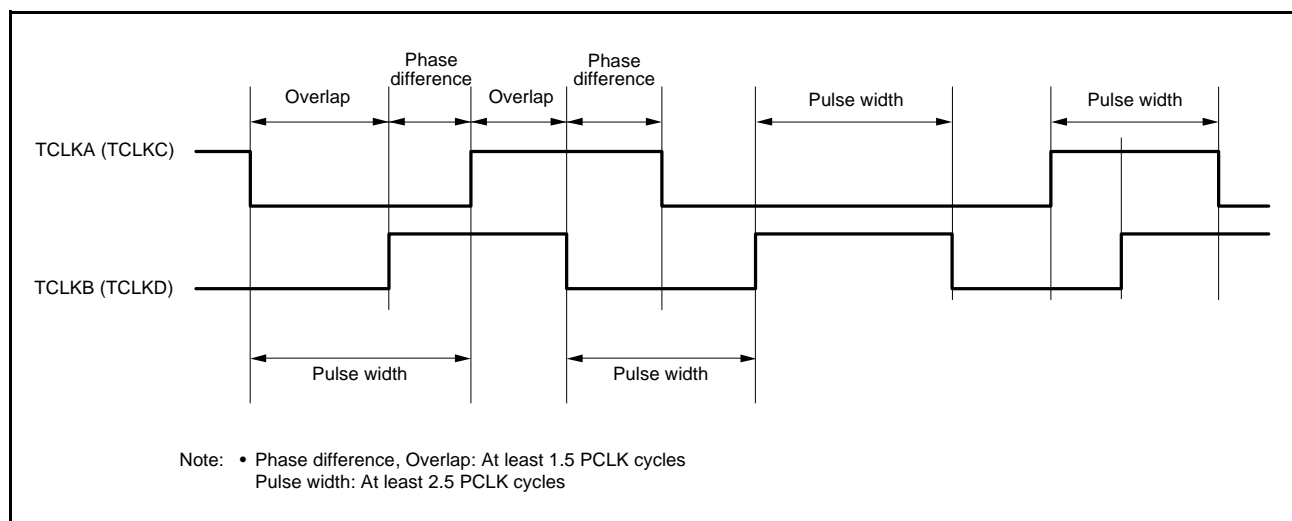 Phase
difference
Phase
difference
Overlap
Overlap
Pulse width
Pulse width
TCLKA (TCLKC)
TCLKB (TCLKD)
Pulse width
Pulse width
Note: • Phase difference, Overlap: At least 1.5 PCLK cycles
Pulse width: At least 2.5 PCLK cycles